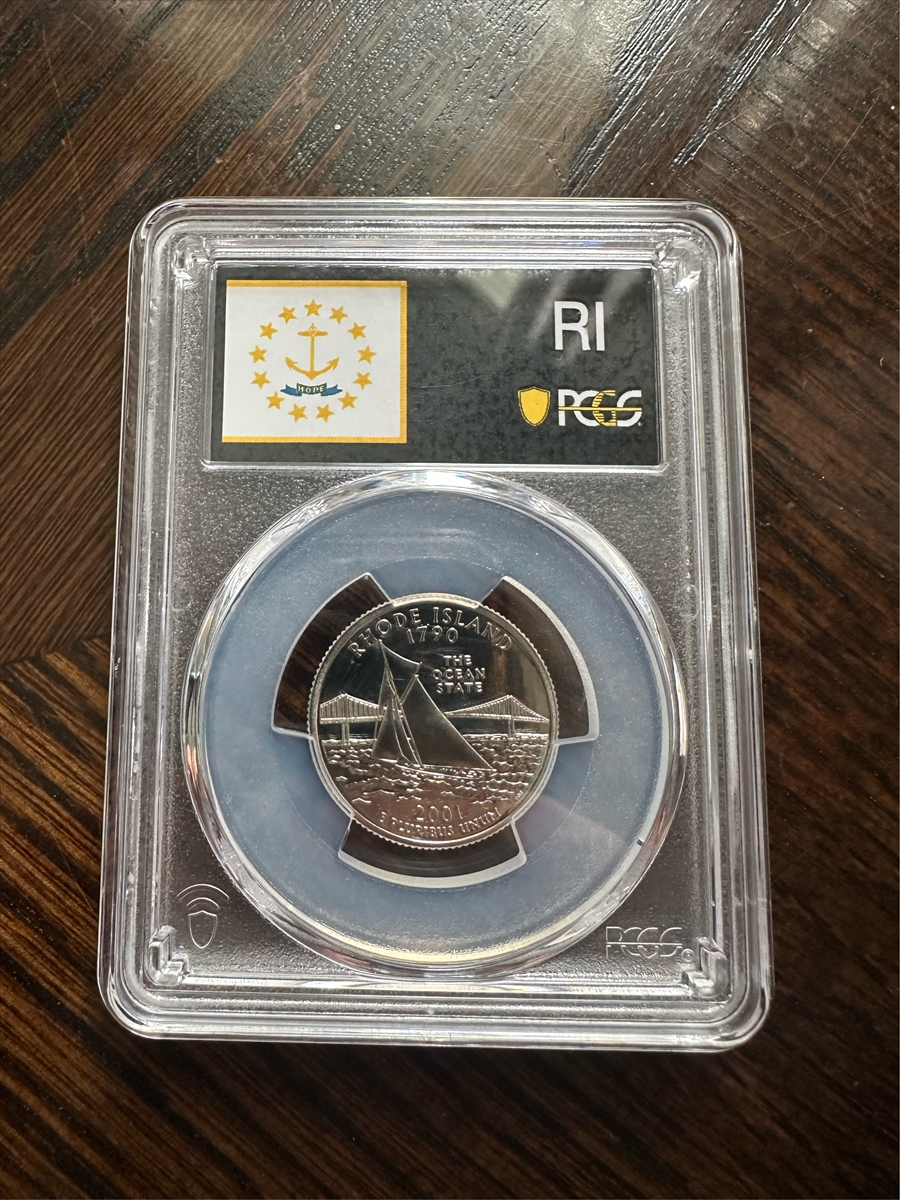 RI
HOPE
PCGS
RHODE ISLAND
1790
THE
OCEAN
STATE
2001
E PLURIBUS UNUM
PCGS